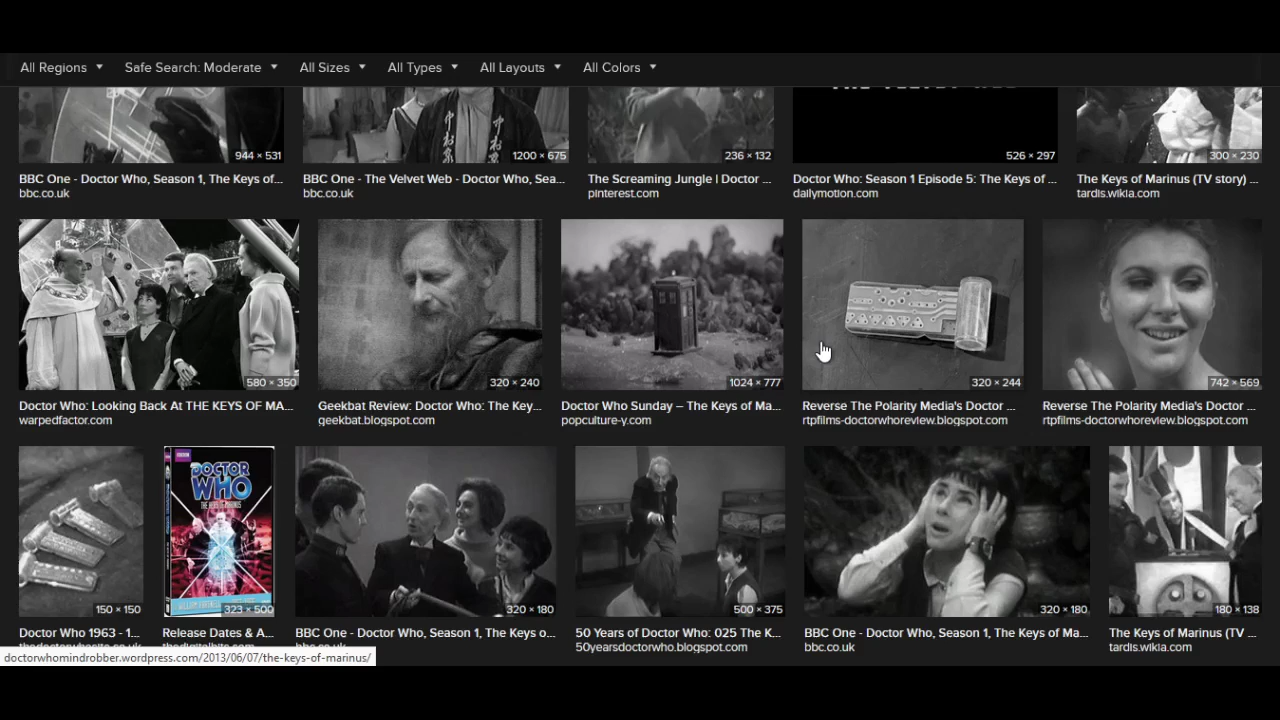 All Regions Safe Search: Moderate All Sizes All Types All Layouts All Colors
944 × 531 1200 × 675 236 × 132 526 × 297 300 × 230
BBC One - Doctor Who, Season 1, The Keys of... BBC One - The Velvet Web - Doctor Who, Sea... The Screaming Jungle | Doctor ... Doctor Who: Season 1 Episode 5: The Keys of ... The Keys of Marinus (TV story) ...
bbc.co.uk bbc.co.uk pinterest.com dailymotion.com tardis.wikia.com
580 × 350 320 × 240 1024 × 777 320 × 244 742 × 569
Doctor Who: Looking Back At THE KEYS OF MA... Geekbat Review: Doctor Who: The Key... Doctor Who Sunday – The Keys of Ma... Reverse The Polarity Media's Doctor ... Reverse The Polarity Media's Doctor ...
warpedfactor.com geekbat.blogspot.com popculture-y.com rtpfilms-doctorwhoreview.blogspot.com rtpfilms-doctorwhoreview.blogspot.com
DOCTOR
WHO
THE KEYS OF MARINUS
150 × 150 323 × 500 320 × 180 500 × 375 320 × 180 180 × 138
Doctor Who 1963 - 1... Release Dates & A... BBC One - Doctor Who, Season 1, The Keys o... 50 Years of Doctor Who: 025 The K... BBC One - Doctor Who, Season 1, The Keys of Ma... The Keys of Marinus (TV ...
50yearsdoctorwho.blogspot.com bbc.co.uk tardis.wikia.com
doctorwhomindrobber.wordpress.com/2013/06/07/the-keys-of-marinus/